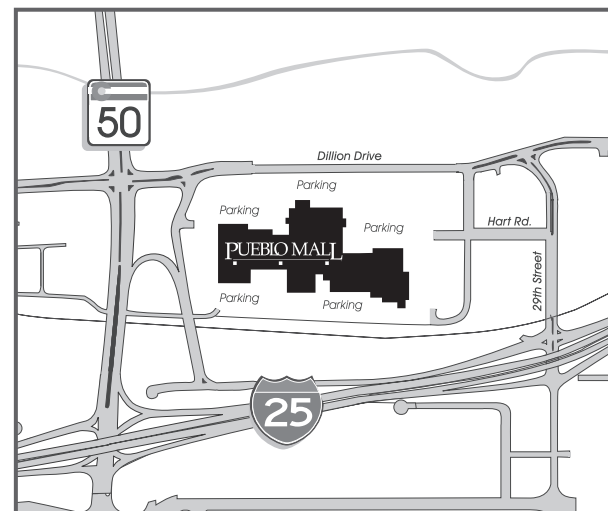 50
Dillion Drive
Parking
Parking
Parking
Hart Rd.
PUEBLO MALL
29th Street
Parking
Parking
25